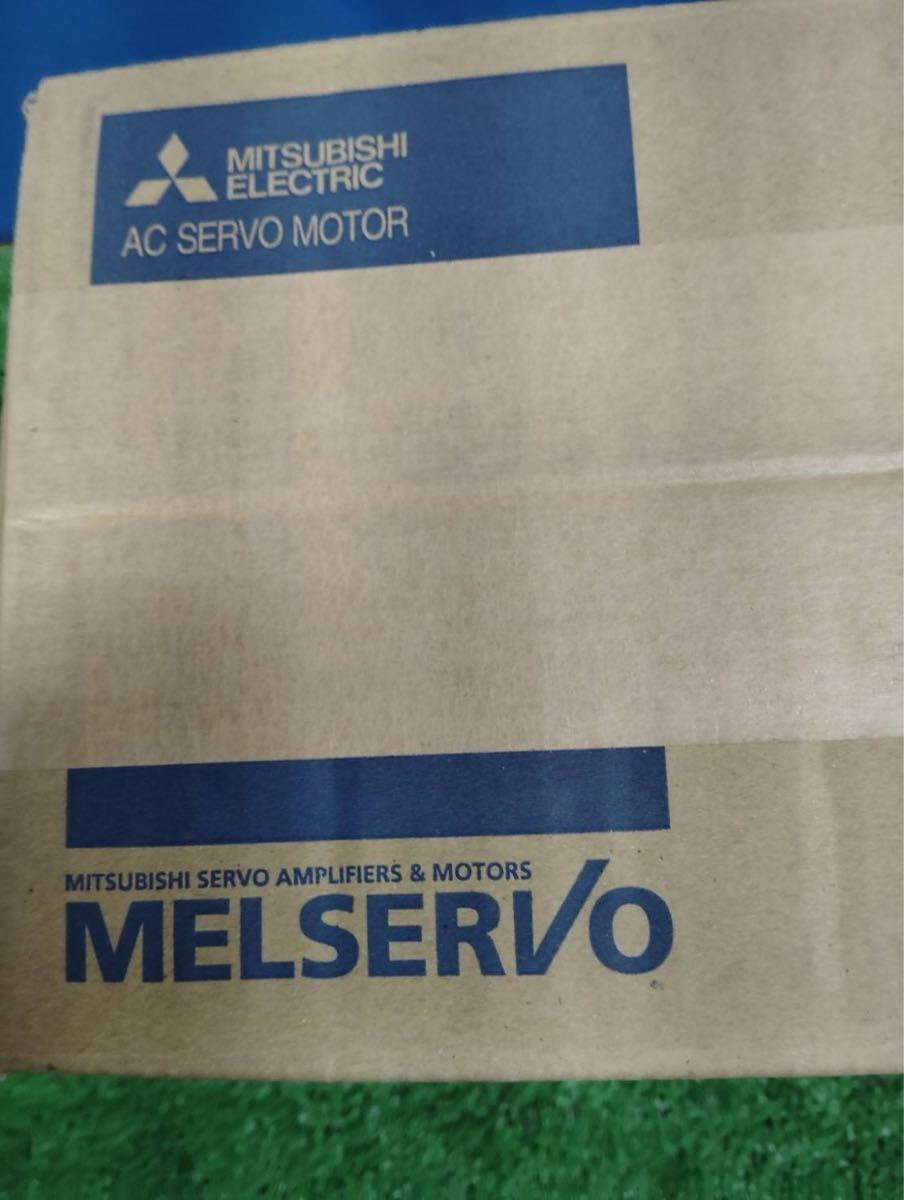 MITSUBISHI
ELECTRIC
AC SERVO MOTOR
MITSUBISHI SERVO AMPLIFIERS & MOTORS
MELSERVO